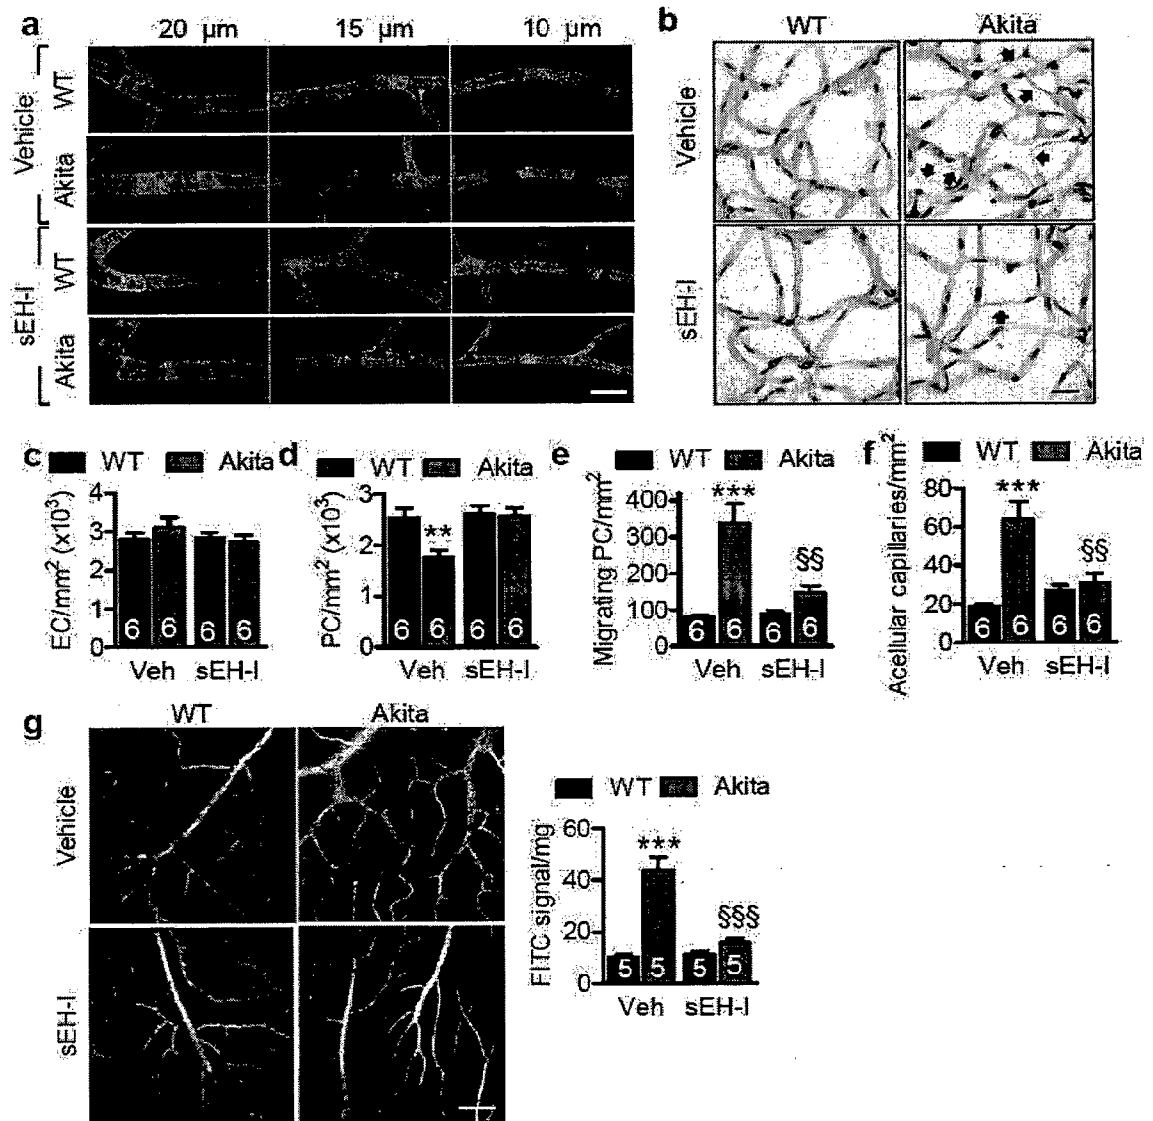 a
20 µm 15 µm 10 µm
Vehicle
WT
Akita
sEH-I
WT
Akita
b
WT Akita
Vehicle
sEH-I
c
WT Akita
EC/mm² (x10³)
4
3
2
1
0
6 6 6 6
Veh sEH-I
d
WT Akita
PC/mm² (x10³)
3
2
1
0
**
6 6 6 6
Veh sEH-I
e
WT Akita
Migrating PC/mm²
400
300
200
100
0
***
§§
6 6 6 6
Veh sEH-I
f
WT Akita
Acellular capillaries/mm²
80
60
40
20
0
***
§§
6 6 6 6
Veh sEH-I
g
WT Akita
Vehicle
sEH-I
WT Akita
FITC signal/mg
60
40
20
0
***
§§§
5 5 5 5
Veh sEH-I